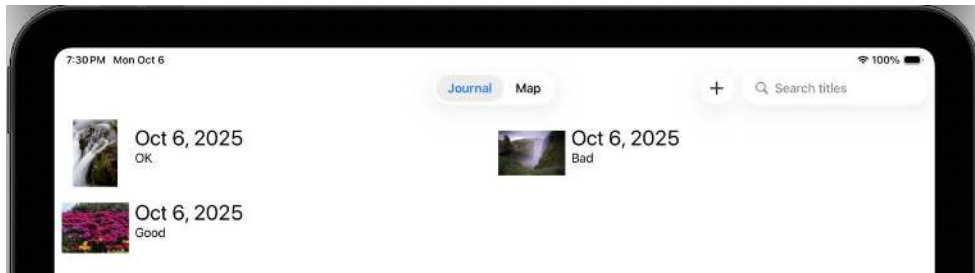 7:30 PM Mon Oct 6
100%
Journal Map
+ Search titles
Oct 6, 2025
OK
Oct 6, 2025
Bad
Oct 6, 2025
Good